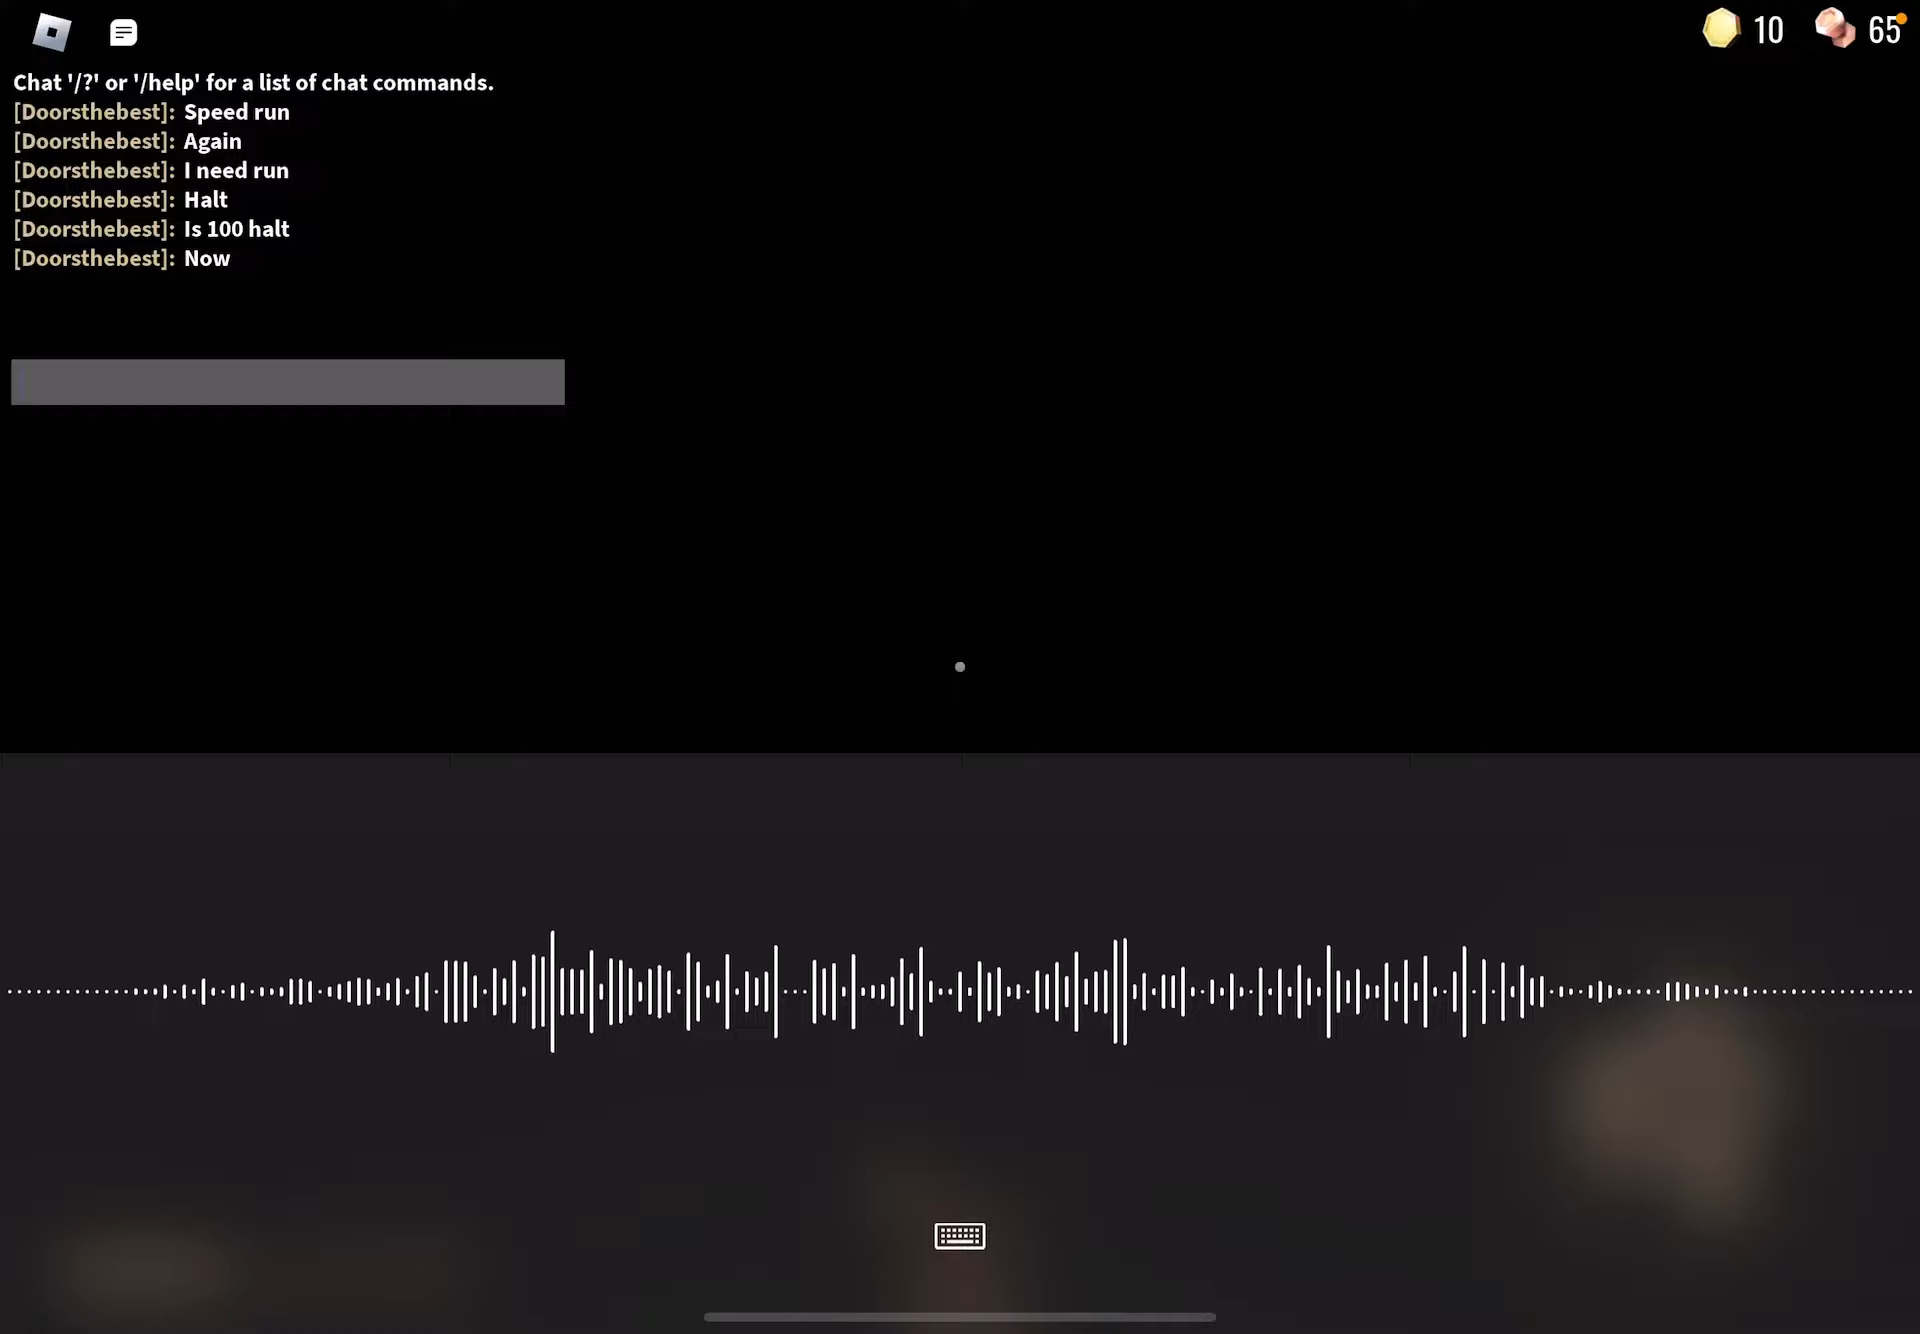 10
65
Chat '/?' or '/help' for a list of chat commands.
[Doorsthebest]: Speed run
[Doorsthebest]: Again
[Doorsthebest]: I need run
[Doorsthebest]: Halt
[Doorsthebest]: Is 100 halt
[Doorsthebest]: Now